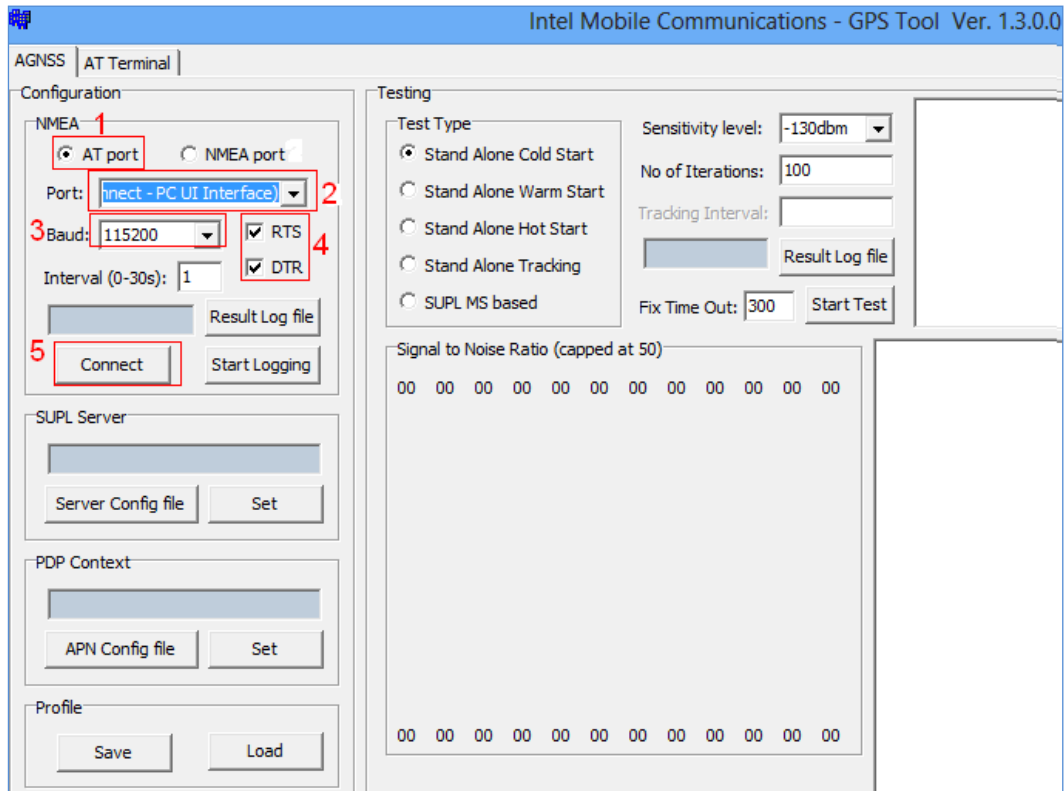 Intel Mobile Communications - GPS Tool Ver. 1.3.0.0
AGNSS
AT Terminal
Configuration
NMEA
1
AT port
NMEA port
Port:
nnect - PC UI Interface)
2
3
Baud:
115200
RTS
DTR
4
Interval (0-30s):
1
Result Log file
5
Connect
Start Logging
SUPL Server
Server Config file
Set
PDP Context
APN Config file
Set
Profile
Save
Load
Testing
Test Type
Stand Alone Cold Start
Stand Alone Warm Start
Stand Alone Hot Start
Stand Alone Tracking
SUPL MS based
Sensitivity level:
-130dbm
No of Iterations:
100
Tracking Interval:
Result Log file
Fix Time Out:
300
Start Test
Signal to Noise Ratio (capped at 50)
00 00 00 00 00 00 00 00 00 00 00 00
00 00 00 00 00 00 00 00 00 00 00 00